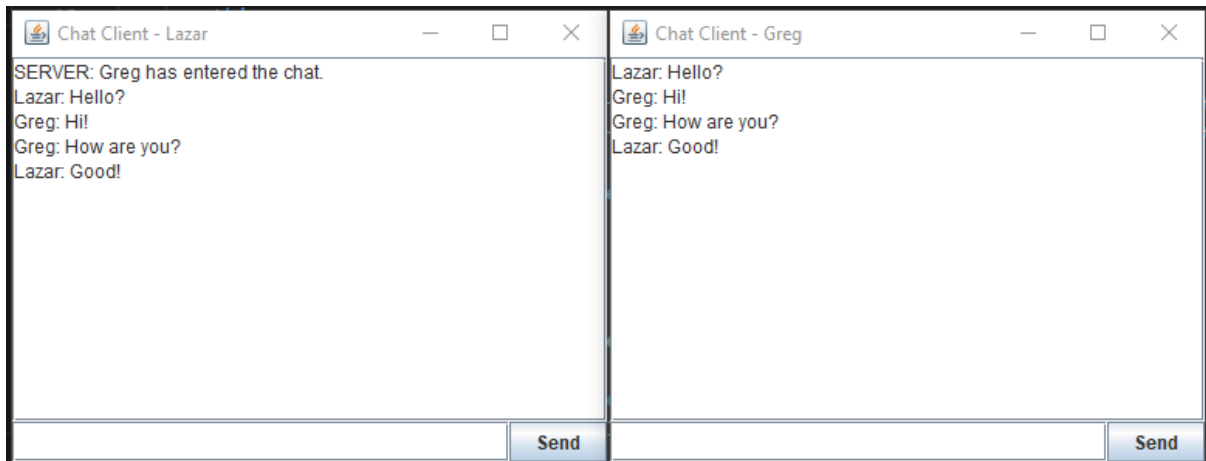 Chat Client - Lazar
SERVER: Greg has entered the chat.
Lazar: Hello?
Greg: Hi!
Greg: How are you?
Lazar: Good!
Send
Chat Client - Greg
Lazar: Hello?
Greg: Hi!
Greg: How are you?
Lazar: Good!
Send